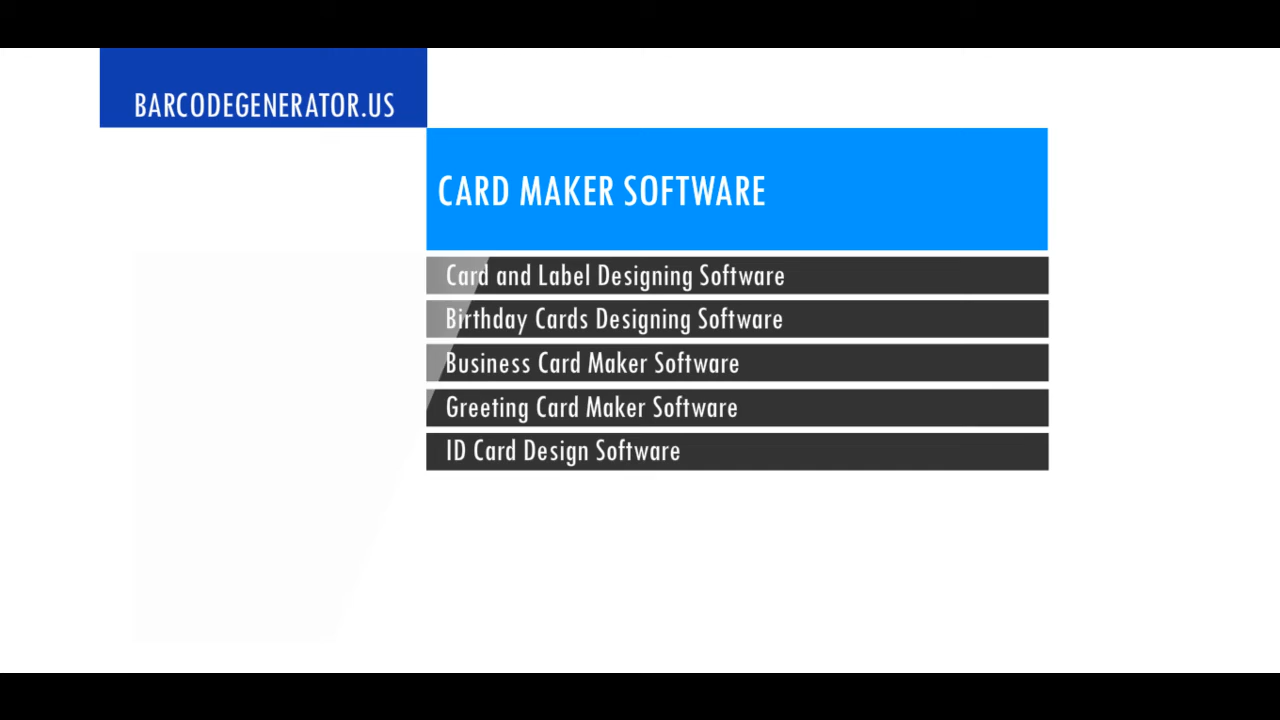 BARCODEGENERATOR.US
CARD MAKER SOFTWARE
Card and Label Designing Software
Birthday Cards Designing Software
Business Card Maker Software
Greeting Card Maker Software
ID Card Design Software